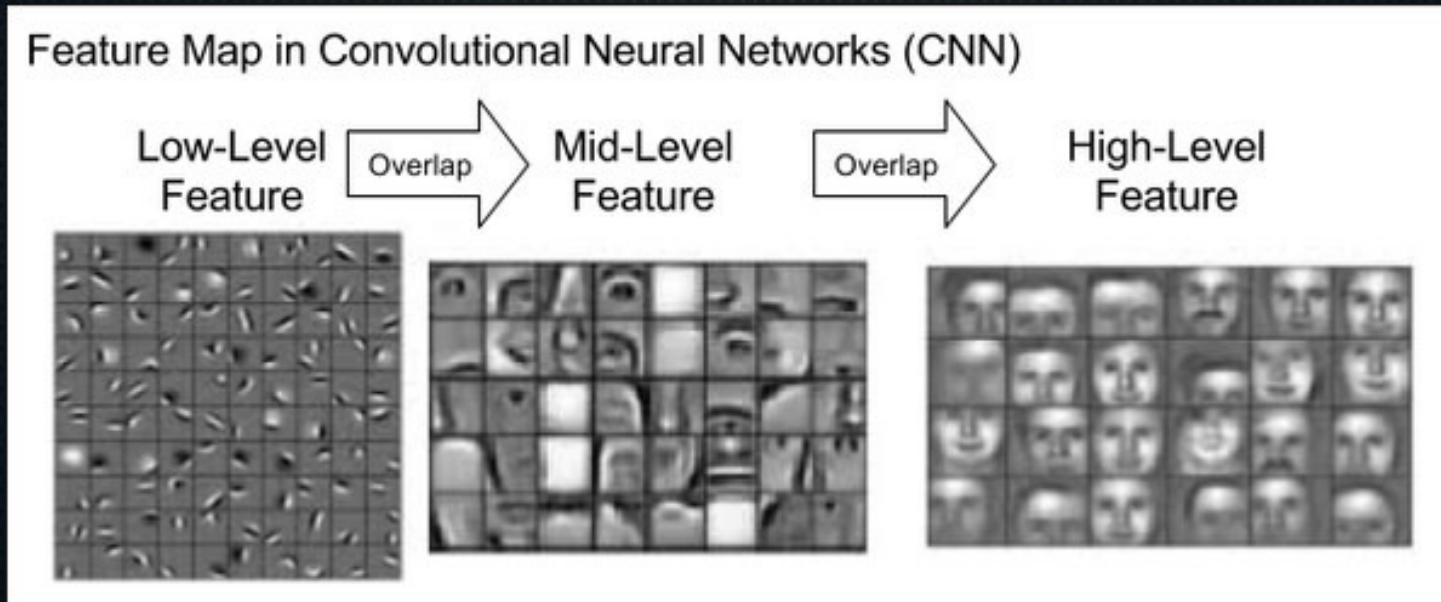 Feature Map in Convolutional Neural Networks (CNN)
Low-Level
Feature
Overlap
Mid-Level
Feature
Overlap
High-Level
Feature